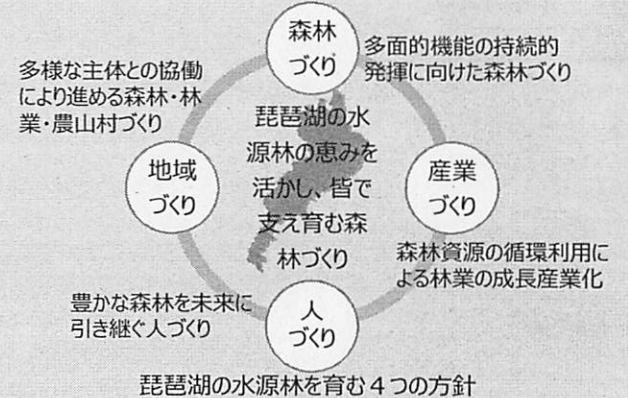 森林
づくり
多面的機能の持続的
発揮に向けた森林づくり
多様な主体との協働
により進める森林・林
業・農山村づくり
地域
づくり
琵琶湖の水
源林の恵みを
活かし、皆で
支え育む森
林づくり
産業
づくり
森林資源の循環利用に
よる林業の成長産業化
豊かな森林を未来に
引き継ぐ人づくり
人
づくり
琵琶湖の水源林を育む４つの方針